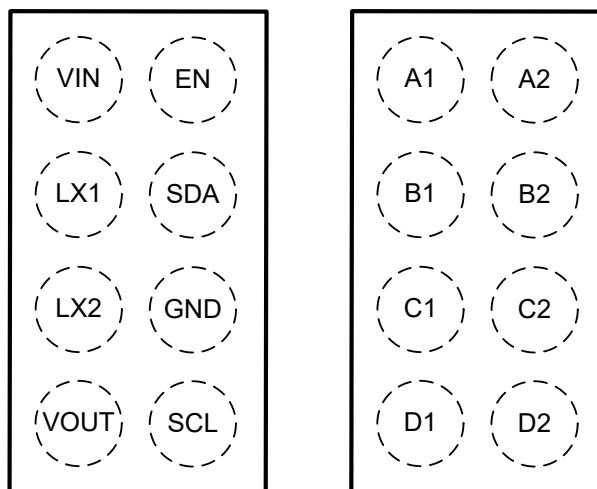 VIN EN
LX1 SDA
LX2 GND
VOUT SCL
A1 A2
B1 B2
C1 C2
D1 D2